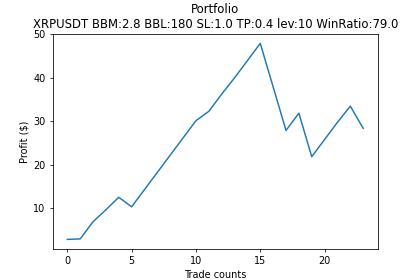 Portfolio
XRPUSDT BBM:2.8 BBL:180 SL:1.0 TP:0.4 lev:10 WinRatio:79.0
50
40
30
20
10
Profit ($)
0 5 10 15 20
Trade counts